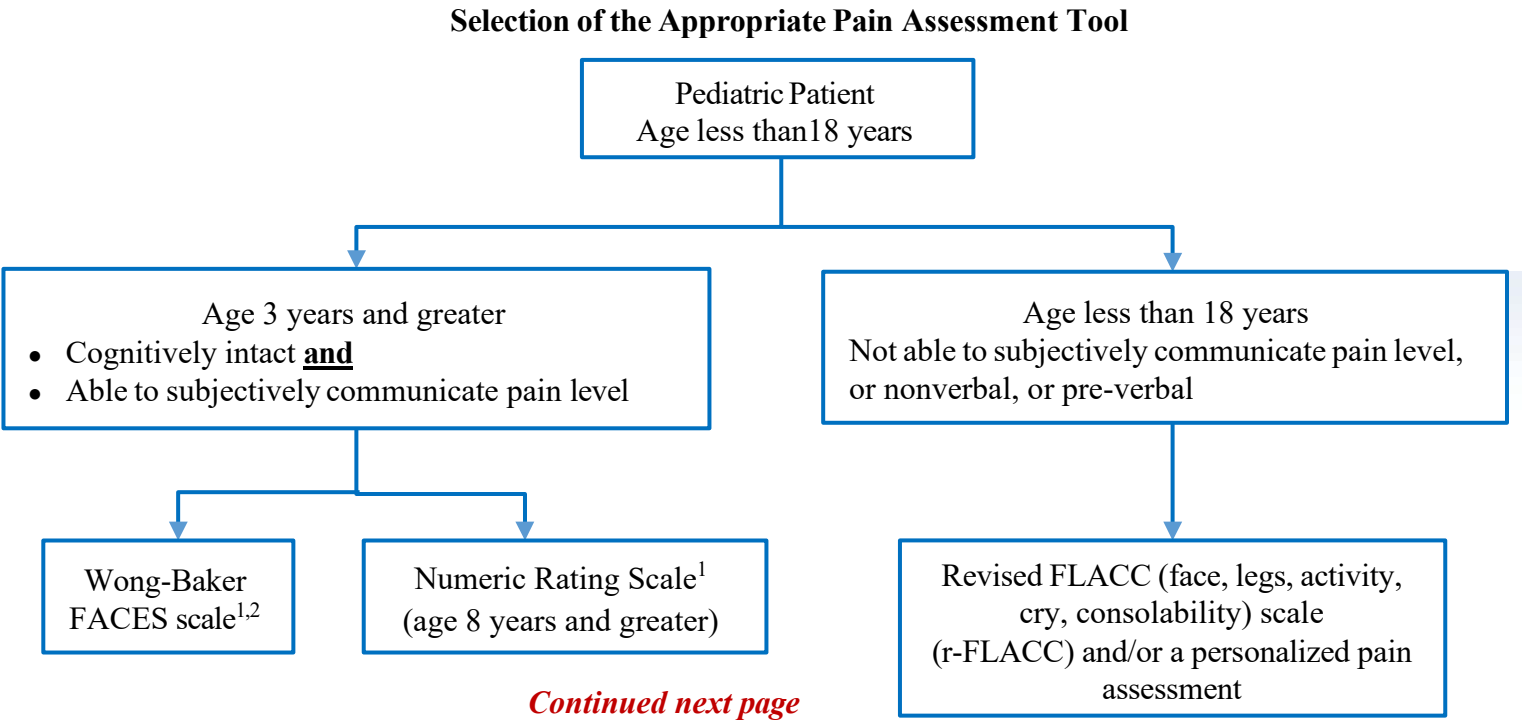 Selection of the Appropriate Pain Assessment Tool
Pediatric Patient
Age less than18 years
Age 3 years and greater
• Cognitively intact and
• Able to subjectively communicate pain level
Age less than 18 years
Not able to subjectively communicate pain level,
or nonverbal, or pre-verbal
Wong-Baker
FACES scale1,2
Numeric Rating Scale1
(age 8 years and greater)
Revised FLACC (face, legs, activity,
cry, consolability) scale
(r-FLACC) and/or a personalized pain
assessment
Continued next page